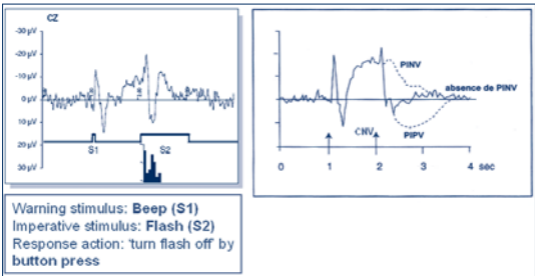 CZ
-30 µV
-20 µV
-10 µV
0 µV
10 µV
20 µV
30 µV
S1
S2
PINV
absence de PINV
CNV
PIPV
0 1 2 3 4 sec
Warning stimulus: Beep (S1)
Imperative stimulus: Flash (S2)
Response action: 'turn flash off' by
button press